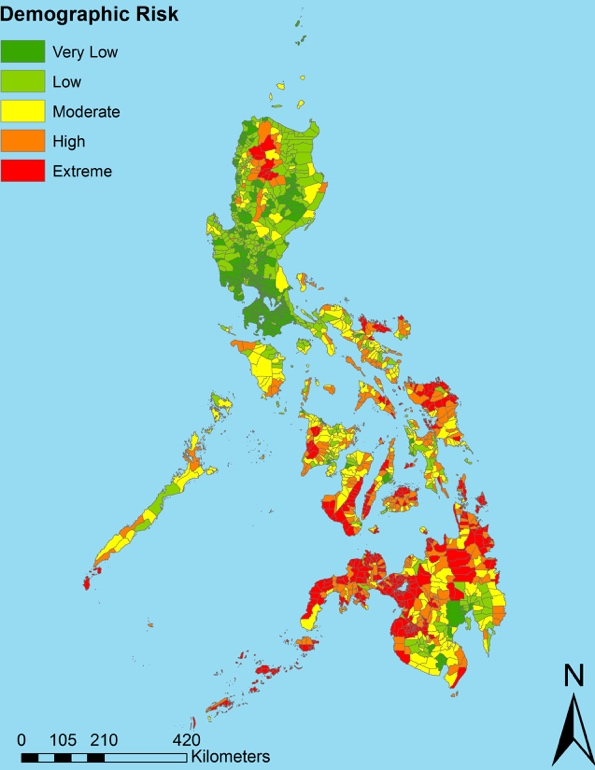 Demographic Risk
Very Low
Low
Moderate
High
Extreme
N
0 105 210 420
Kilometers